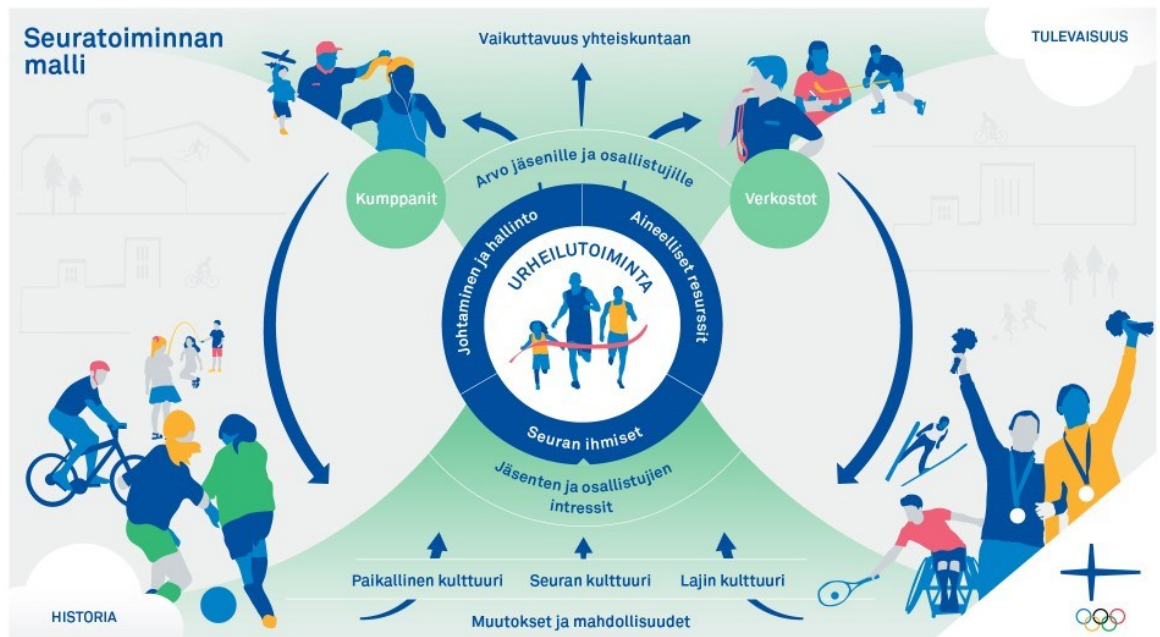 Seuratoiminnan
malli
Vaikuttavuus yhteiskuntaan
TULEVAISUUS
Arvo jäsenille ja osallistujille
Kumppanit
Verkostot
Johtaminen ja hallinto
Aineelliset resurssit
URHEILUTOIMINTA
Seuran ihmiset
Jäsenten ja osallistujien
intressit
Paikallinen kulttuuri
Seuran kulttuuri
Lajin kulttuuri
HISTORIA
Muutokset ja mahdollisuudet